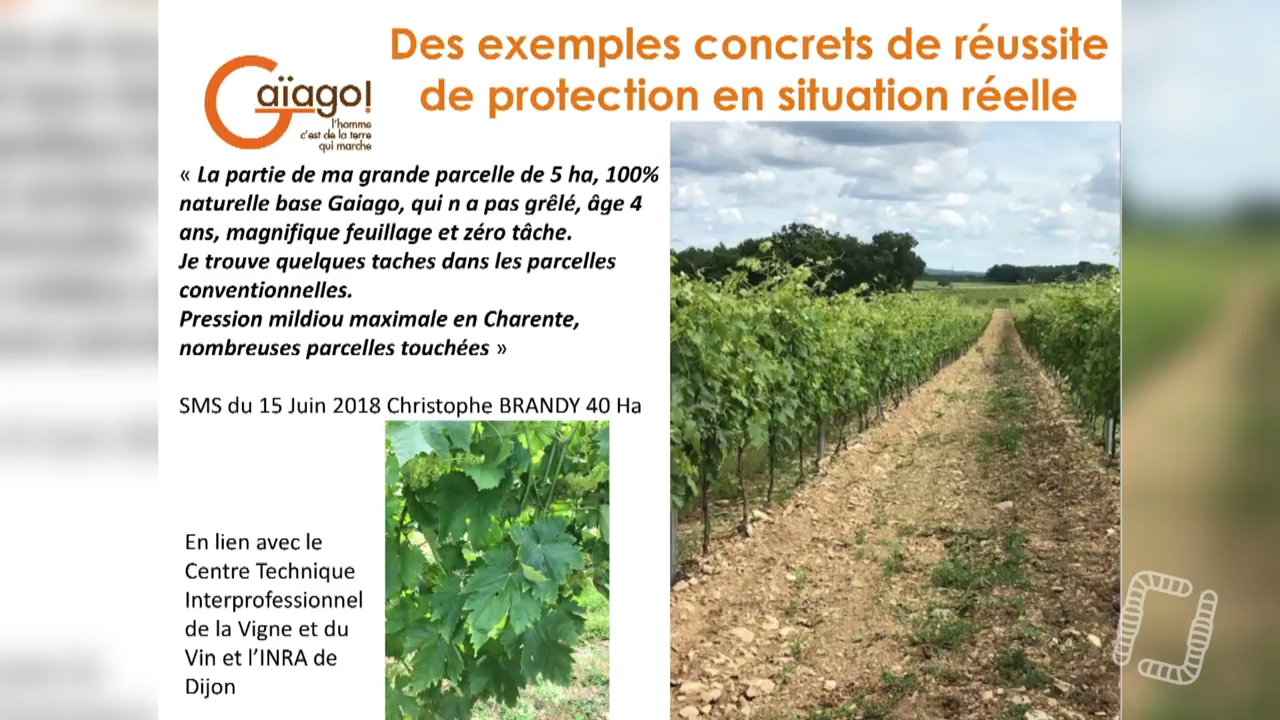 Des exemples concrets de réussite
de protection en situation réelle
Gaïago!
l'homme
c'est de la terre
qui marche
« La partie de ma grande parcelle de 5 ha, 100%
naturelle base Gaiago, qui n a pas grêlé, âge 4
ans, magnifique feuillage et zéro tâche.
Je trouve quelques taches dans les parcelles
conventionnelles.
Pression mildiou maximale en Charente,
nombreuses parcelles touchées »
SMS du 15 Juin 2018 Christophe BRANDY 40 Ha
En lien avec le
Centre Technique
Interprofessionnel
de la Vigne et du
Vin et l'INRA de
Dijon